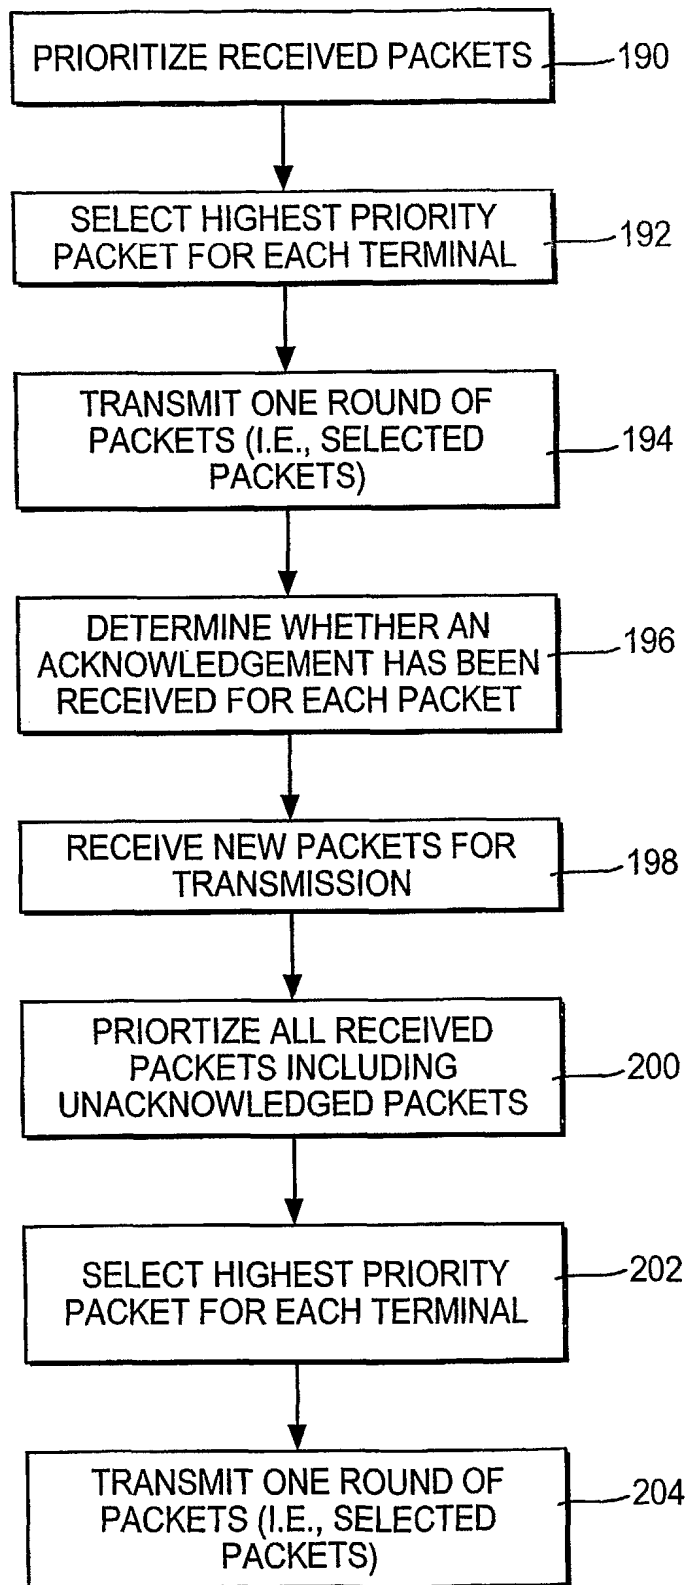 PRIORITIZE RECEIVED PACKETS
190
SELECT HIGHEST PRIORITY
PACKET FOR EACH TERMINAL
192
TRANSMIT ONE ROUND OF
PACKETS (I.E., SELECTED
PACKETS)
194
DETERMINE WHETHER AN
ACKNOWLEDGEMENT HAS BEEN
RECEIVED FOR EACH PACKET
196
RECEIVE NEW PACKETS FOR
TRANSMISSION
198
PRIORTIZE ALL RECEIVED
PACKETS INCLUDING
UNACKNOWLEDGED PACKETS
200
SELECT HIGHEST PRIORITY
PACKET FOR EACH TERMINAL
202
TRANSMIT ONE ROUND OF
PACKETS (I.E., SELECTED
PACKETS)
204